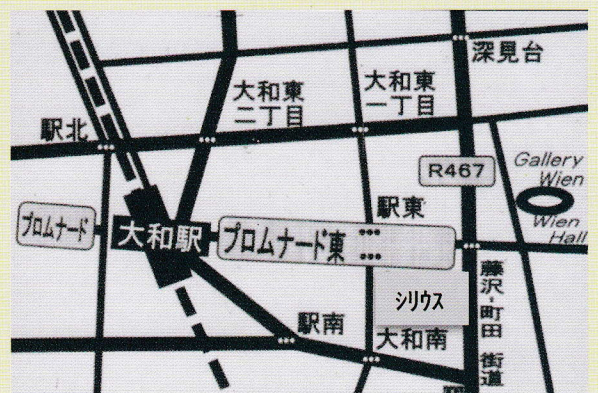 深見台
大和東
二丁目
大和東
一丁目
駅北
R467
Gallery
Wien
Wien
Hall
駅東
プロムナード
大和駅
プロムナード東
シリウス
藤沢・町田 街道
駅南
大和南